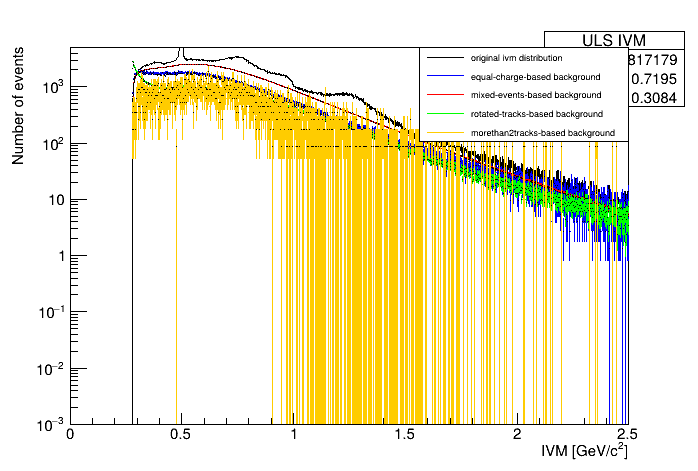 ULS IVM
817179
0.7195
0.3084
original ivm distribution
equal-charge-based background
mixed-events-based background
rotated-tracks-based background
morethan2tracks-based background
Number of events
10³
10²
10
1
10⁻¹
10⁻²
10⁻³
0 0.5 1 1.5 2 2.5
IVM [GeV/c²]